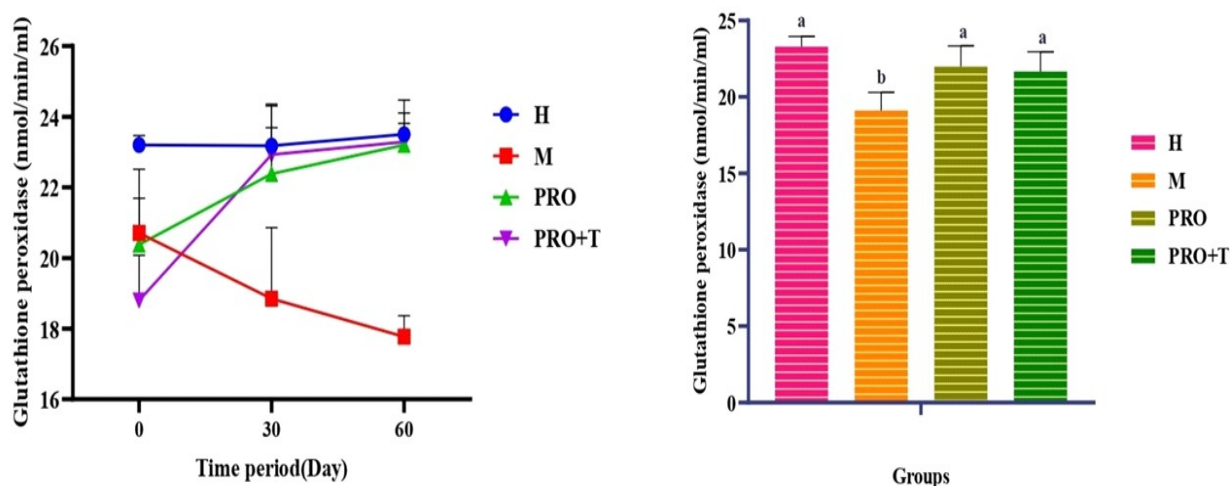 Glutathione peroxidase (nmol/min/ml)
26
24
22
20
18
16
0
30
60
Time period(Day)
H
M
PRO
PRO+T
Glutathione peroxidase (nmol/min/ml)
25
20
15
10
5
0
a
b
a
a
Groups
H
M
PRO
PRO+T